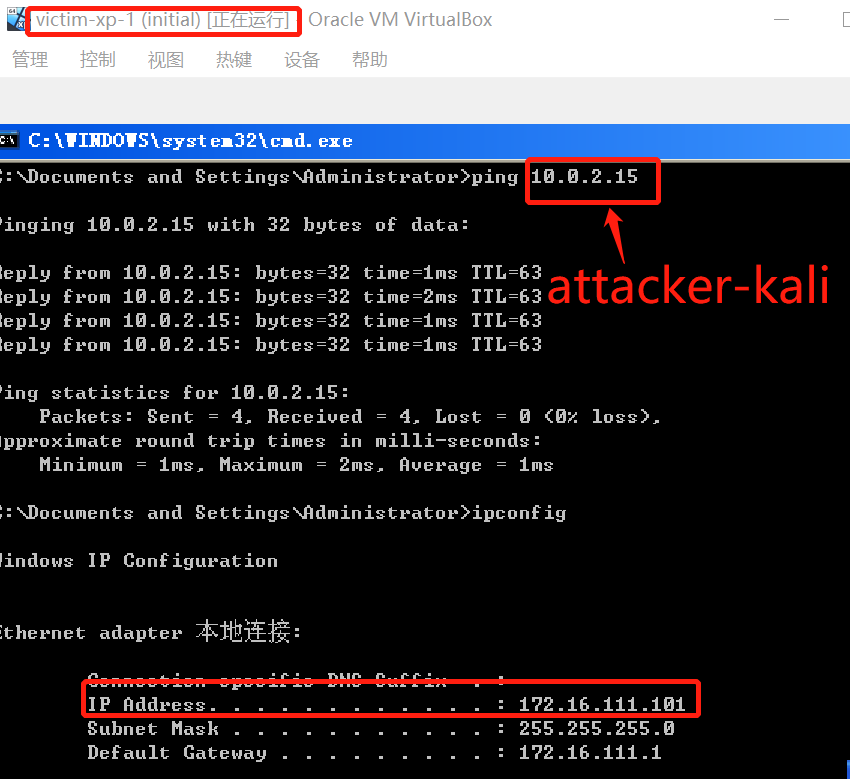 victim-xp-1 (initial) [正在运行] - Oracle VM VirtualBox
管理 控制 视图 热键 设备 帮助
C:\WINDOWS\system32\cmd.exe
C:\Documents and Settings\Administrator>ping 10.0.2.15
Pinging 10.0.2.15 with 32 bytes of data:
Reply from 10.0.2.15: bytes=32 time=1ms TTL=63
Reply from 10.0.2.15: bytes=32 time=2ms TTL=63
attacker-kali
Reply from 10.0.2.15: bytes=32 time=1ms TTL=63
Reply from 10.0.2.15: bytes=32 time=1ms TTL=63
Ping statistics for 10.0.2.15:
Packets: Sent = 4, Received = 4, Lost = 0 (0% loss),
Approximate round trip times in milli-seconds:
Minimum = 1ms, Maximum = 2ms, Average = 1ms
C:\Documents and Settings\Administrator>ipconfig
Windows IP Configuration
Ethernet adapter 本地连接:
Connection-specific DNS Suffix . :
IP Address. . . . . . . . . . . . : 172.16.111.101
Subnet Mask . . . . . . . . . . . : 255.255.255.0
Default Gateway . . . . . . . . . : 172.16.111.1